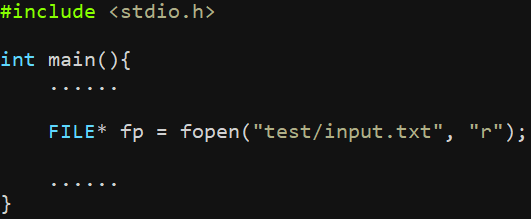 #include <stdio.h>
int main(){
    ......
    FILE* fp = fopen("test/input.txt", "r");
    ......
}